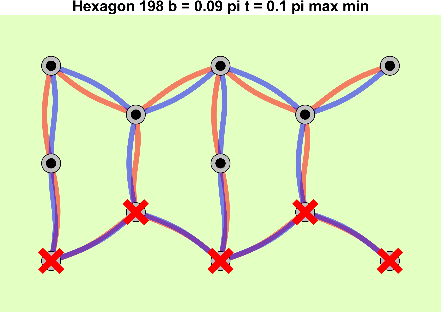 Hexagon 198 b = 0.09 pi t = 0.1 pi max min